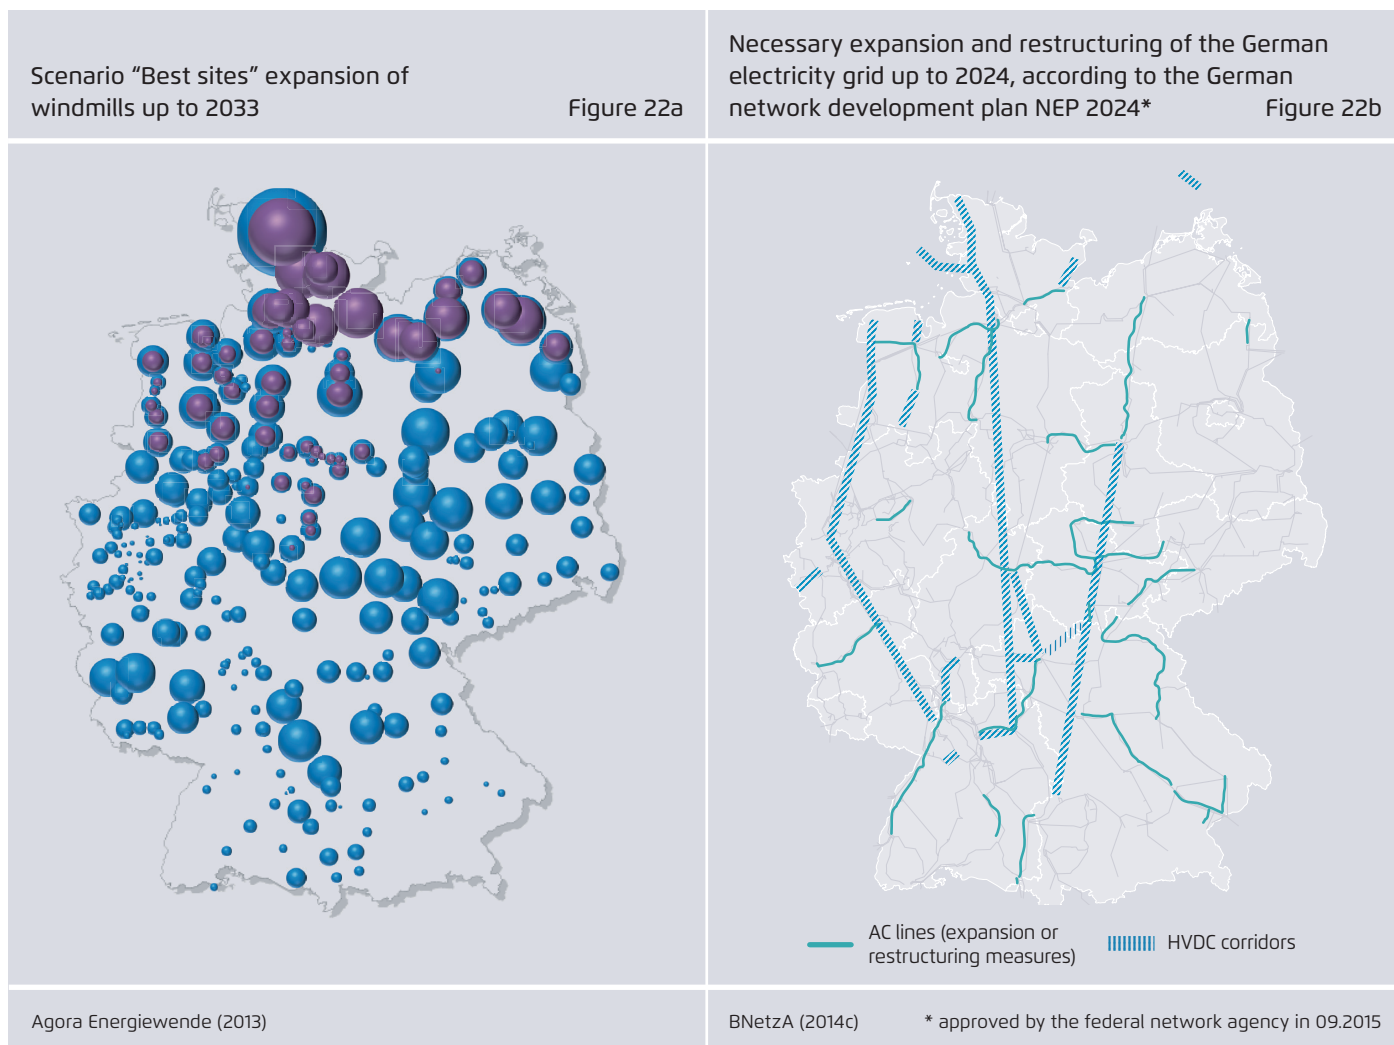 Scenario “Best sites” expansion of
windmills up to 2033
Figure 22a
Necessary expansion and restructuring of the German
electricity grid up to 2024, according to the German
network development plan NEP 2024*
Figure 22b
AC lines (expansion or
restructuring measures)
HVDC corridors
Agora Energiewende (2013)
BNetzA (2014c)
* approved by the federal network agency in 09.2015